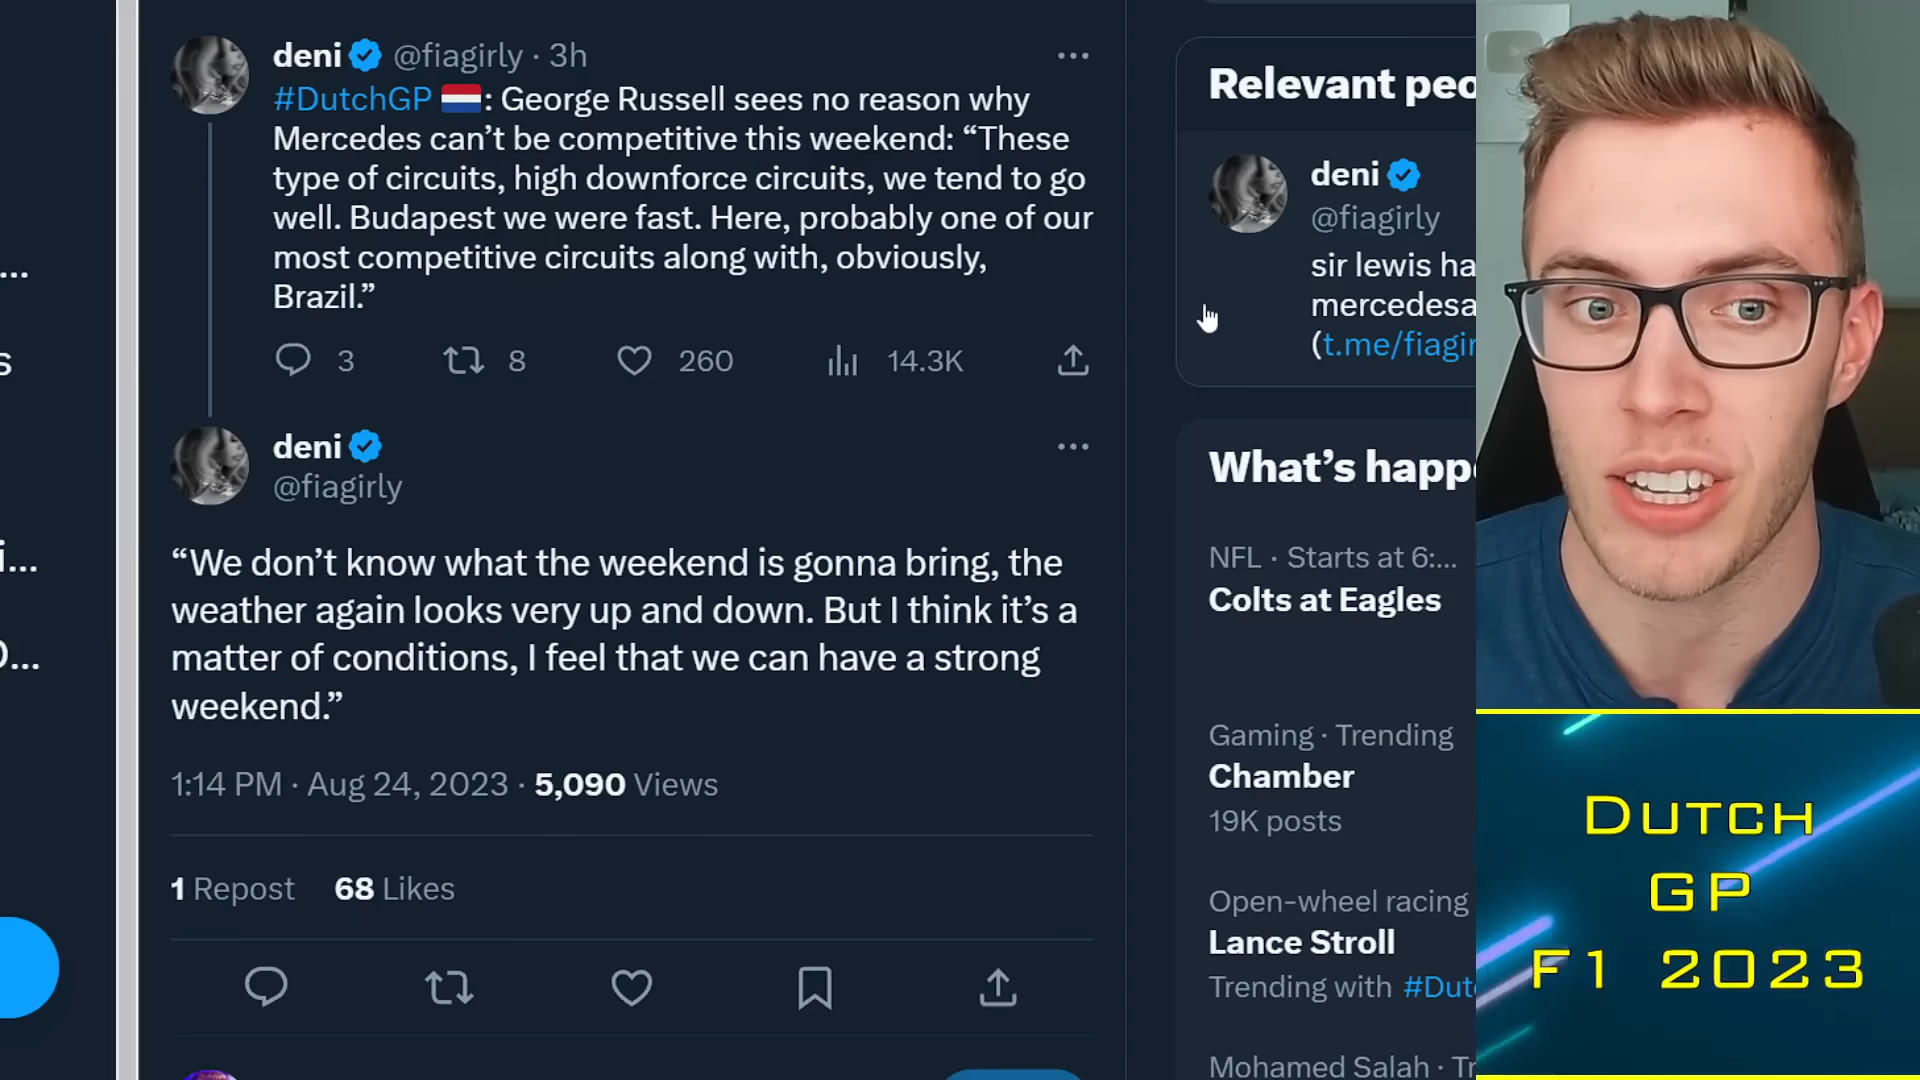 deni @fiagirly · 3h
#DutchGP : George Russell sees no reason why
Mercedes can’t be competitive this weekend: “These
type of circuits, high downforce circuits, we tend to go
well. Budapest we were fast. Here, probably one of our
most competitive circuits along with, obviously,
Brazil.”
3 8 260 14.3K
deni
@fiagirly
“We don’t know what the weekend is gonna bring, the
weather again looks very up and down. But I think it’s a
matter of conditions, I feel that we can have a strong
weekend.”
1:14 PM · Aug 24, 2023 · 5,090 Views
1 Repost 68 Likes
Relevant peo
deni
@fiagirly
sir lewis ha
mercedesa
(t.me/fiagir
What’s happe
NFL · Starts at 6:...
Colts at Eagles
Gaming · Trending
Chamber
19K posts
Open-wheel racing
Lance Stroll
Trending with #Dut
Mohamed Salah · Tr
DUTCH
GP
F1 2023